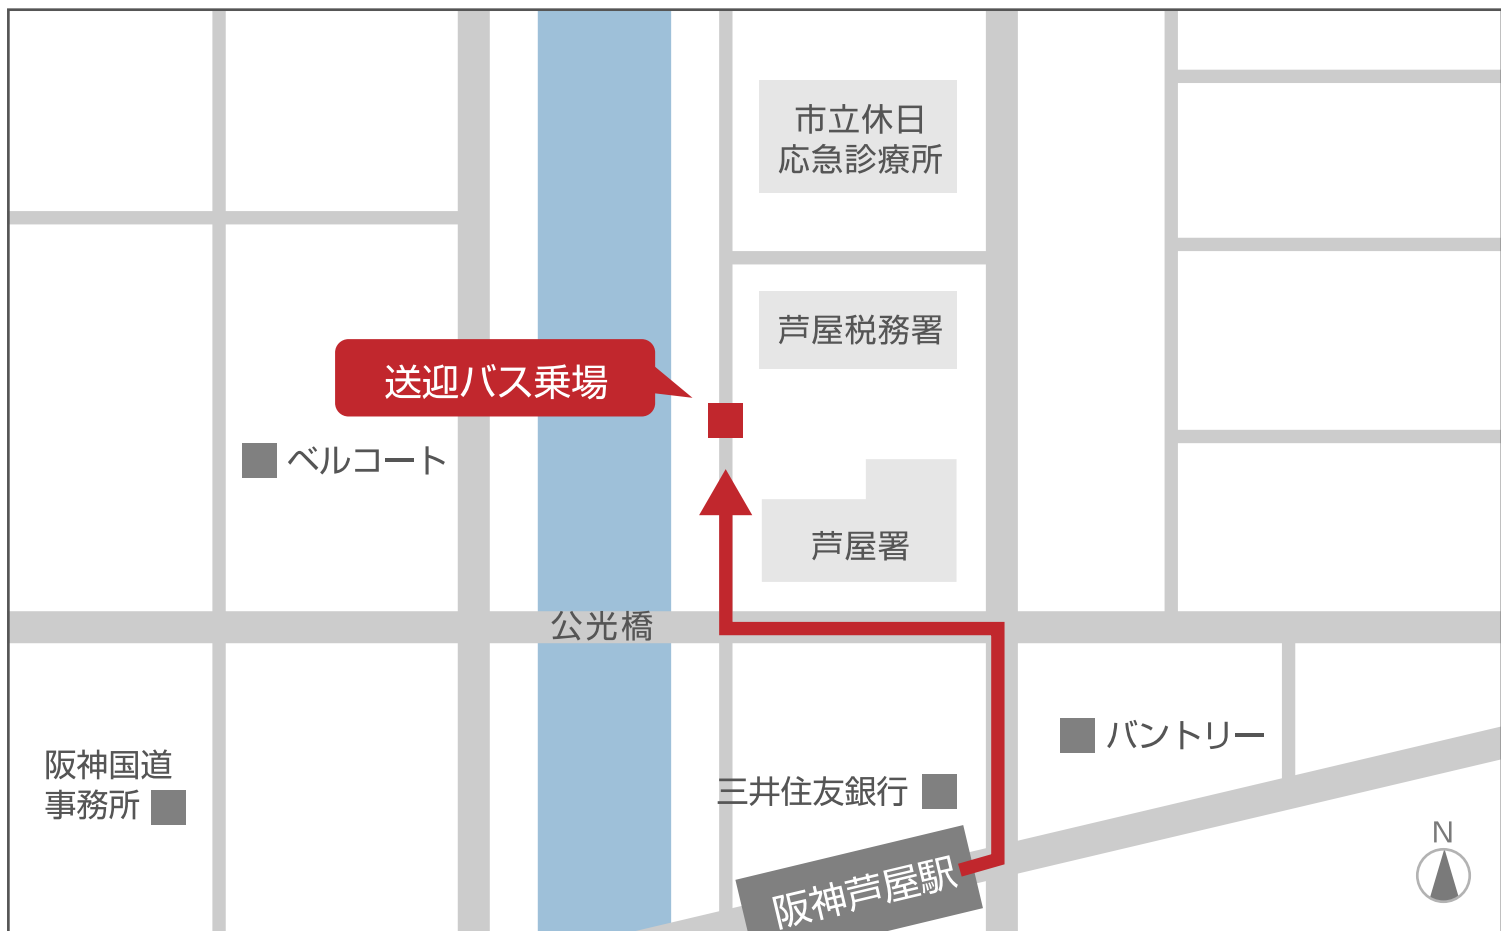 市立休日
応急診療所
芦屋税務署
送迎バス乗場
ベルコート
芦屋署
公光橋
バントリー
阪神国道
事務所
三井住友銀行
N
阪神芦屋駅